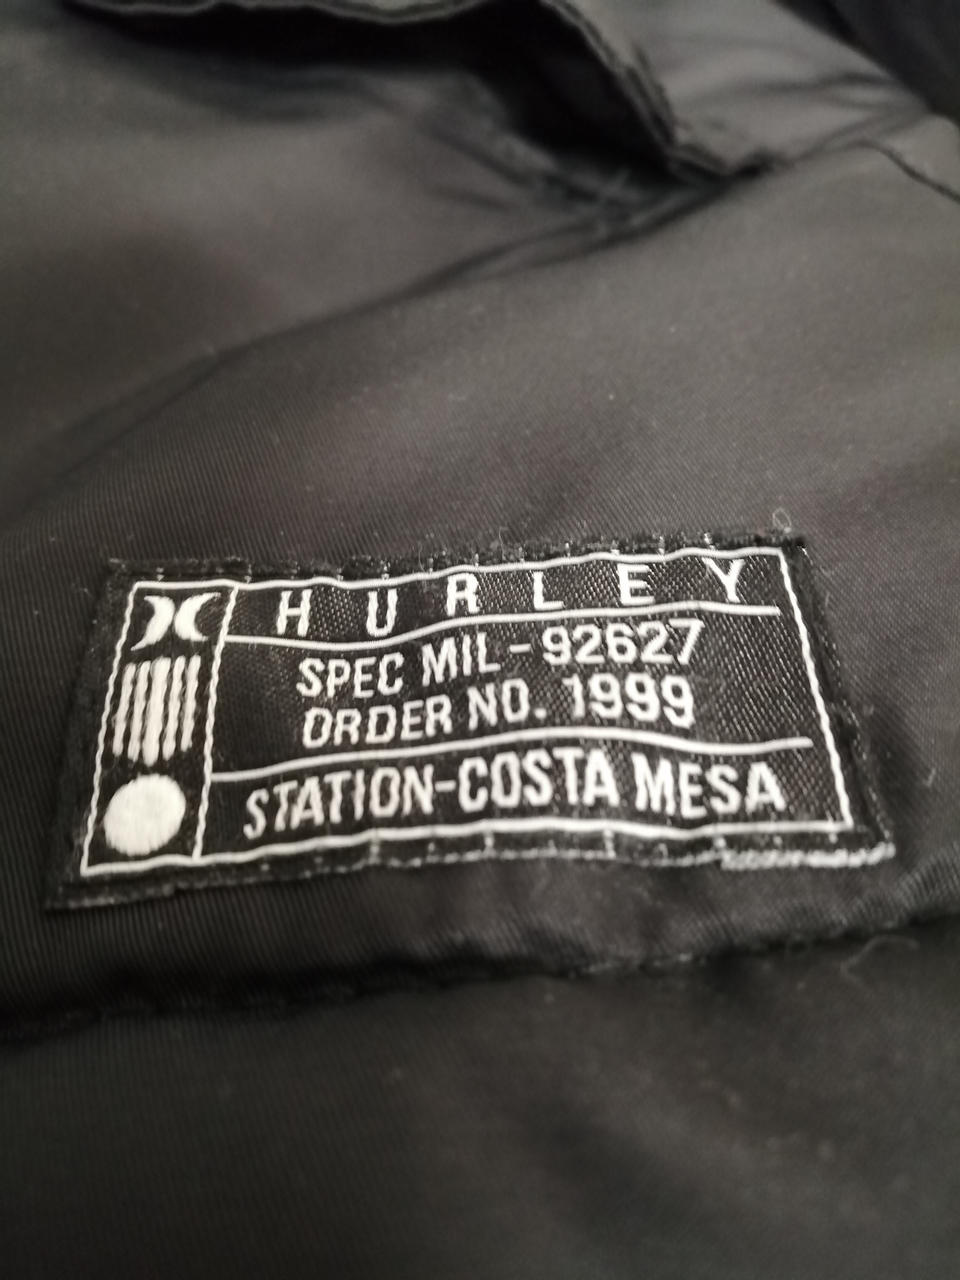 HURLEY
SPEC MIL-92627
ORDER NO. 1999
STATION-COSTA MESA